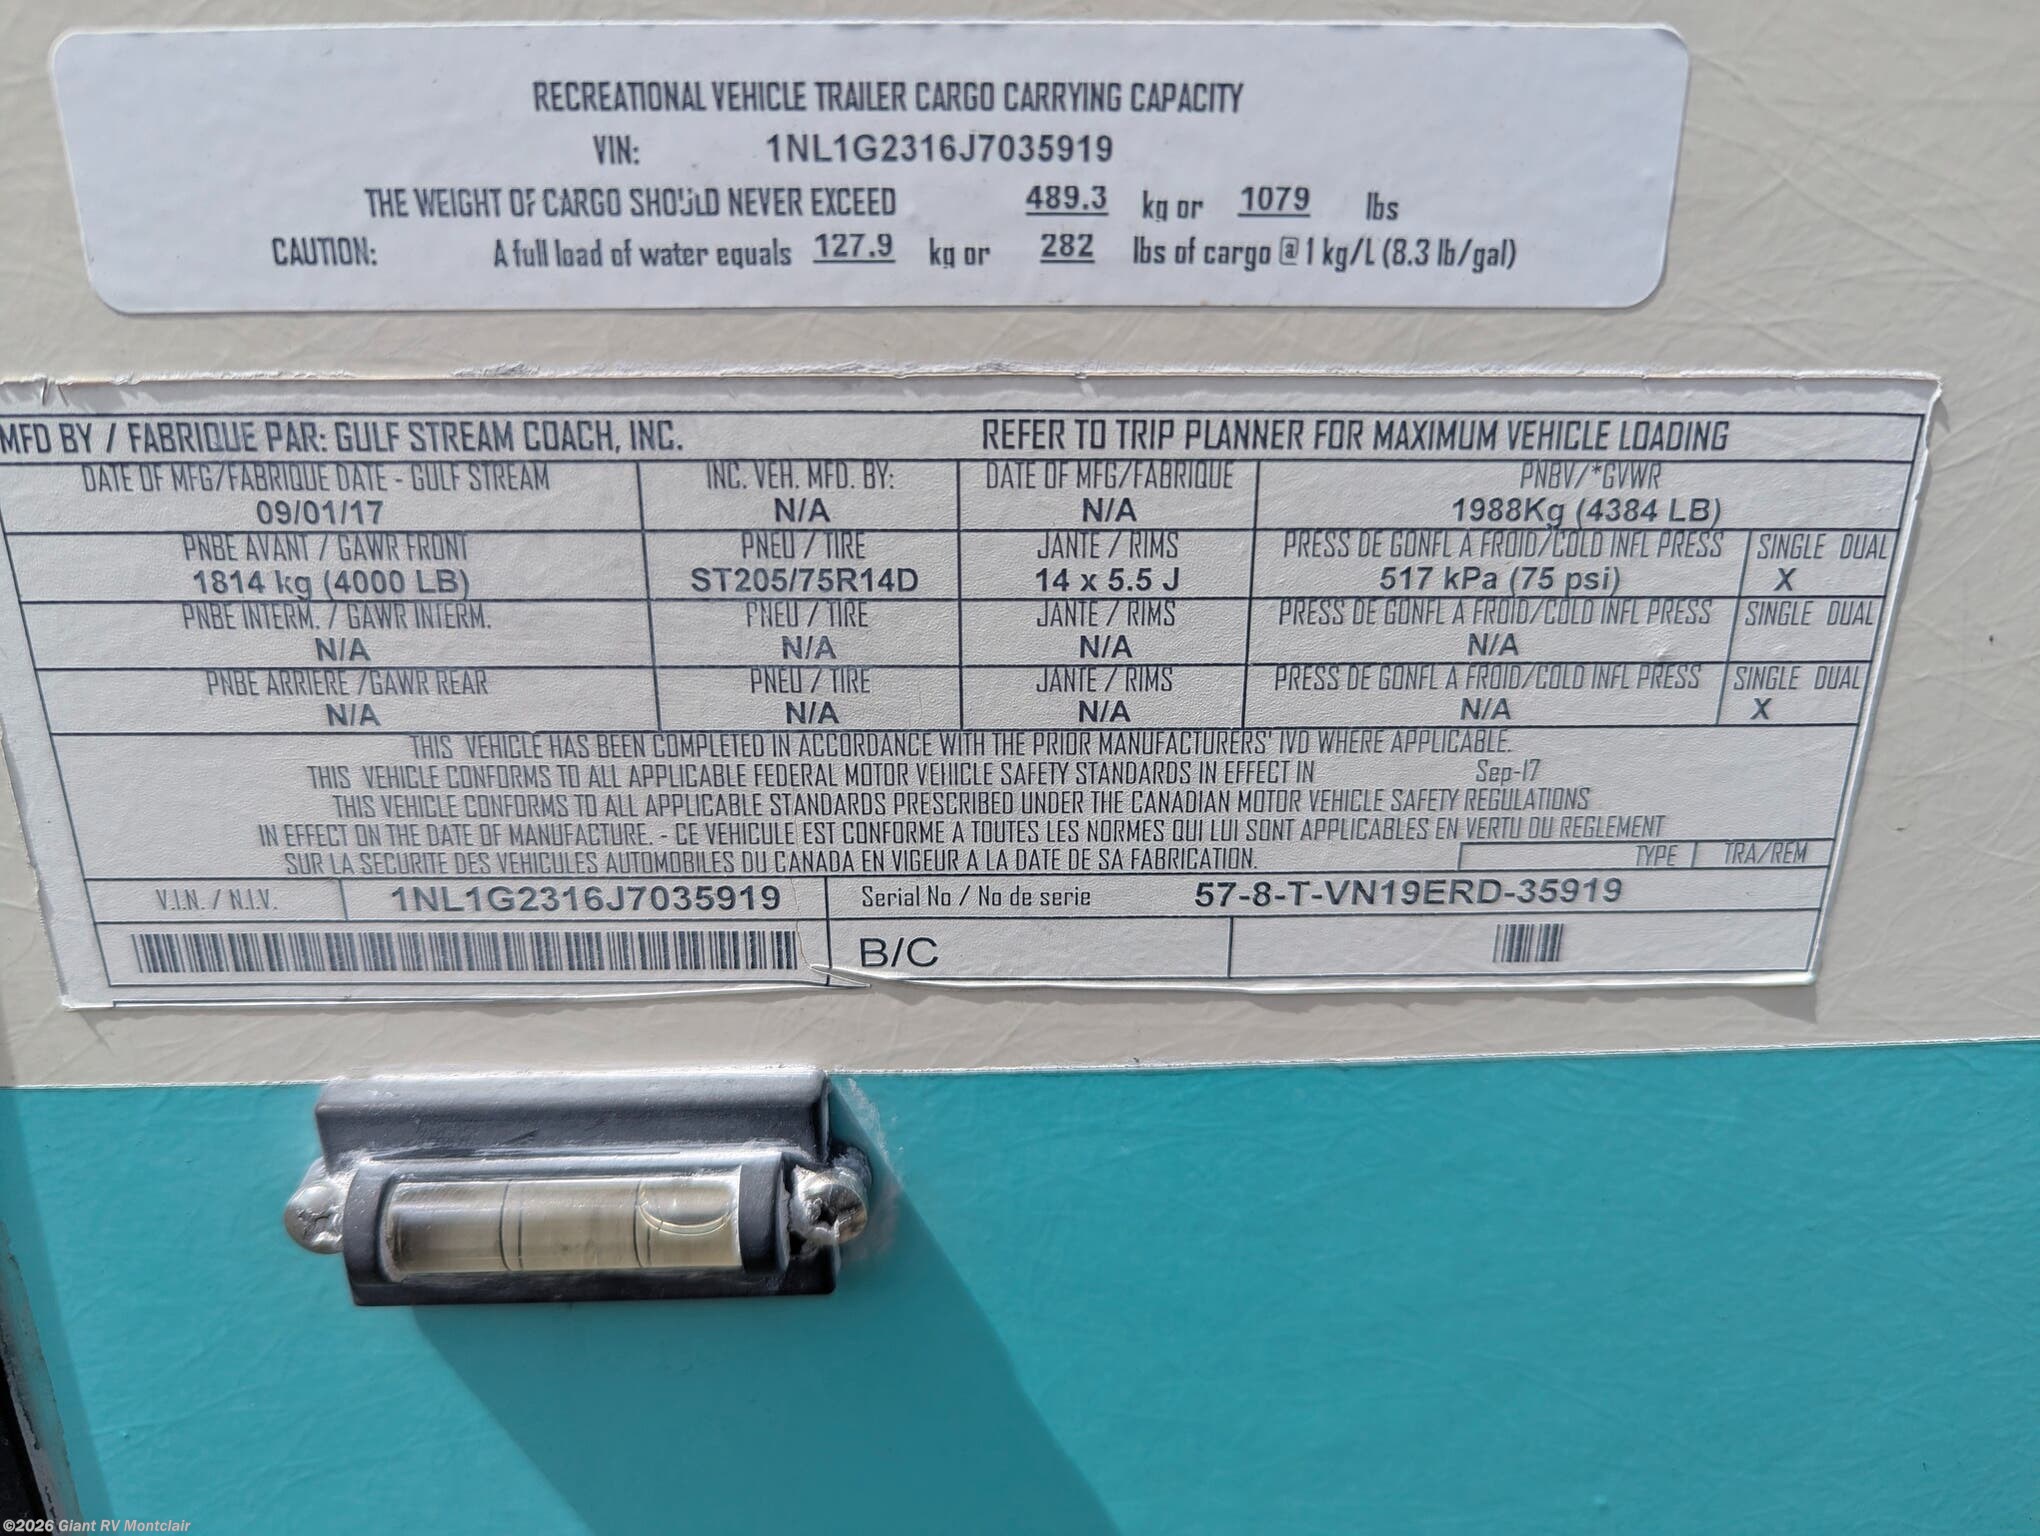 RECREATIONAL VEHICLE TRAILER CARGO CARRYING CAPACITY
VIN: 1NL1G2316J7035919
THE WEIGHT OF CARGO SHOULD NEVER EXCEED 489.3 kg or 1079 lbs
CAUTION: A full load of water equals 127.9 kg or 282 lbs of cargo @ 1 kg/L (8.3 lb/gal)
MFD BY / FABRIQUE PAR: GULF STREAM COACH, INC. REFER TO TRIP PLANNER FOR MAXIMUM VEHICLE LOADING
DATE OF MFG/FABRIQUE DATE - GULF STREAM INC. VEH. MFD. BY: DATE OF MFG/FABRIQUE PNBV/*GVWR
09/01/17 N/A N/A 1988Kg (4384 LB)
PNBE AVANT / GAWR FRONT PNEU / TIRE JANTE / RIMS PRESS DE GONFL A FROID/COLD INFL PRESS SINGLE DUAL
1814 kg (4000 LB) ST205/75R14D 14 x 5.5 J 517 kPa (75 psi) X
PNBE INTERM. / GAWR INTERM. PNEU / TIRE JANTE / RIMS PRESS DE GONFL A FROID/COLD INFL PRESS SINGLE DUAL
N/A N/A N/A N/A
PNBE ARRIERE /GAWR REAR PNEU / TIRE JANTE / RIMS PRESS DE GONFL A FROID/COLD INFL PRESS SINGLE DUAL
N/A N/A N/A N/A X
THIS VEHICLE HAS BEEN COMPLETED IN ACCORDANCE WITH THE PRIOR MANUFACTURERS' IVD WHERE APPLICABLE.
THIS VEHICLE CONFORMS TO ALL APPLICABLE FEDERAL MOTOR VEHICLE SAFETY STANDARDS IN EFFECT IN Sep-17
THIS VEHICLE CONFORMS TO ALL APPLICABLE STANDARDS PRESCRIBED UNDER THE CANADIAN MOTOR VEHICLE SAFETY REGULATIONS
IN EFFECT ON THE DATE OF MANUFACTURE. - CE VEHICULE EST CONFORME A TOUTES LES NORMES QUI LUI SONT APPLICABLES EN VERTU DU REGLEMENT
SUR LA SECURITE DES VEHICULES AUTOMOBILES DU CANADA EN VIGEUR A LA DATE DE SA FABRICATION. TYPE TRA/REM
V.I.N. / N.I.V. 1NL1G2316J7035919 Serial No / No de serie 57-8-T-VN19ERD-35919
B/C
©2026 Giant RV Montclair